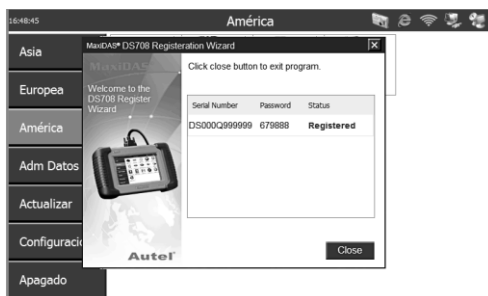 16:48:45
América
Asia
Europea
América
Adm Datos
Actualizar
Configuració
Apagado
MaxiDAS® DS708 Registeration Wizard
MaxiDAS
Welcome to the
DS708 Register
Wizard
Autel
Click close button to exit program.
Serial Number Password Status
DS000Q999999 679888 Registered
Close